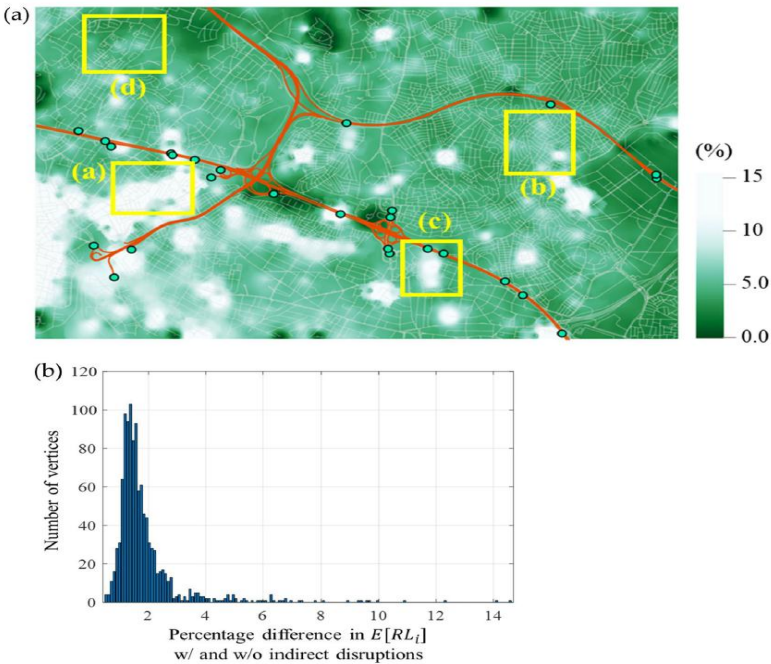 (a)
(d)
(a)
(b)
(c)
(%)
15
10
5.0
0.0
(b)
120
100
80
60
40
20
0
2 4 6 8 10 12 14
Number of vertices
Percentage difference in E[RLᵢ]
w/ and w/o indirect disruptions